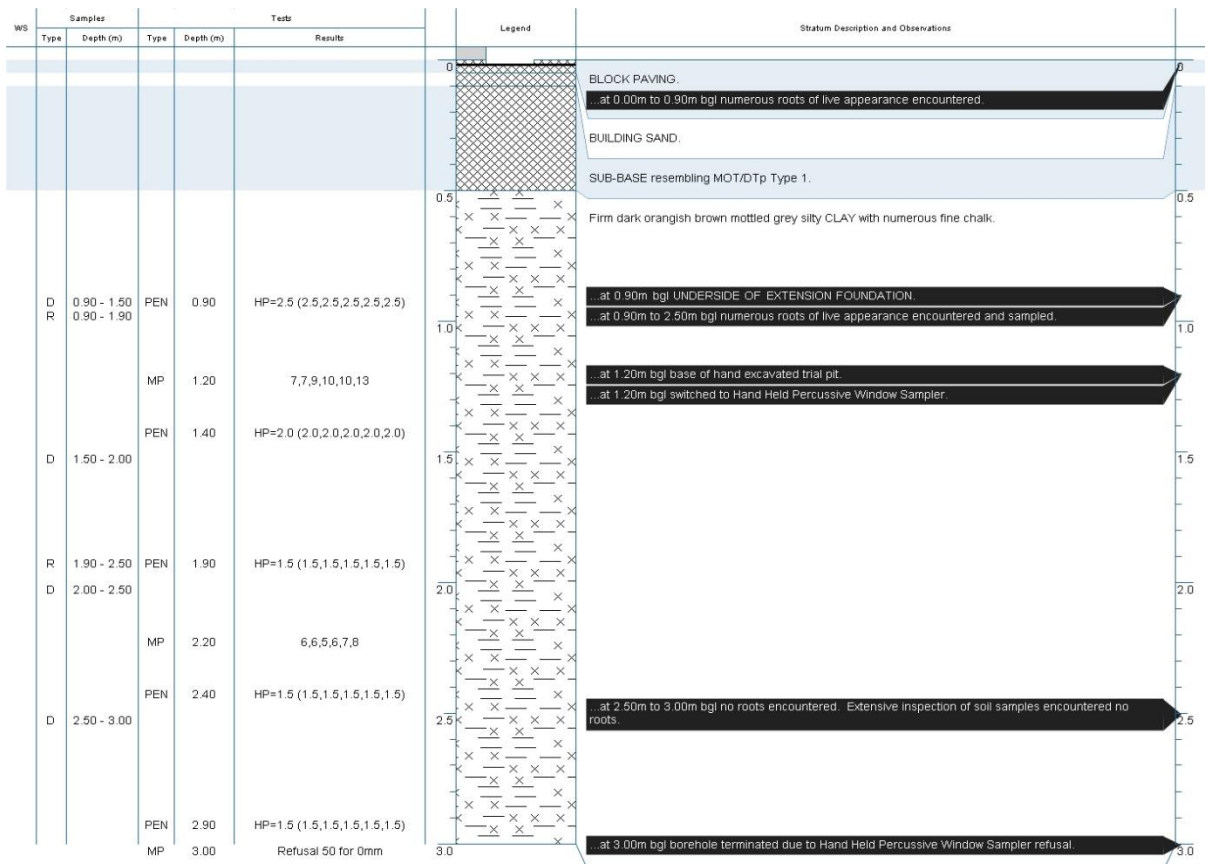 WS Samples Tests Legend Stratum Description and Observations
Type Depth (m) Type Depth (m) Results
0 0
BLOCK PAVING.
...at 0.00m to 0.90m bgl numerous roots of live appearance encountered.
BUILDING SAND.
SUB-BASE resembling MOT/DTp Type 1.
0.5 0.5
Firm dark orangish brown mottled grey silty CLAY with numerous fine chalk.
...at 0.90m bgl UNDERSIDE OF EXTENSION FOUNDATION.
D 0.90 - 1.50 PEN 0.90 HP=2.5 (2.5,2.5,2.5,2.5,2.5)
R 0.90 - 1.90 ...at 0.90m to 2.50m bgl numerous roots of live appearance encountered and sampled.
1.0 1.0
...at 1.20m bgl base of hand excavated trial pit.
MP 1.20 7,7,9,10,10,13
...at 1.20m bgl switched to Hand Held Percussive Window Sampler.
PEN 1.40 HP=2.0 (2.0,2.0,2.0,2.0,2.0)
D 1.50 - 2.00 1.5 1.5
R 1.90 - 2.50 PEN 1.90 HP=1.5 (1.5,1.5,1.5,1.5,1.5)
D 2.00 - 2.50 2.0 2.0
MP 2.20 6,6,5,6,7,8
PEN 2.40 HP=1.5 (1.5,1.5,1.5,1.5,1.5)
...at 2.50m to 3.00m bgl no roots encountered. Extensive inspection of soil samples encountered no
roots.
D 2.50 - 3.00 2.5 2.5
PEN 2.90 HP=1.5 (1.5,1.5,1.5,1.5,1.5)
...at 3.00m bgl borehole terminated due to Hand Held Percussive Window Sampler refusal.
MP 3.00 Refusal 50 for 0mm 3.0 3.0